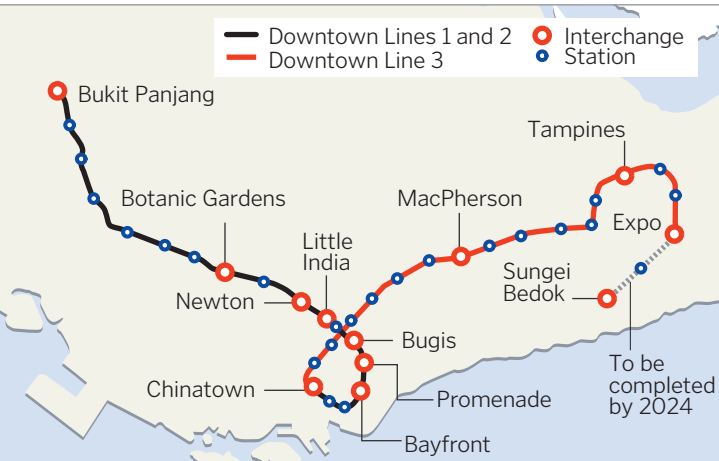 Downtown Lines 1 and 2
Downtown Line 3
Interchange
Station
Bukit Panjang
Tampines
Botanic Gardens
MacPherson
Little
India
Expo
Newton
Sungei
Bedok
Bugis
Chinatown
Promenade
To be
completed
by 2024
Bayfront